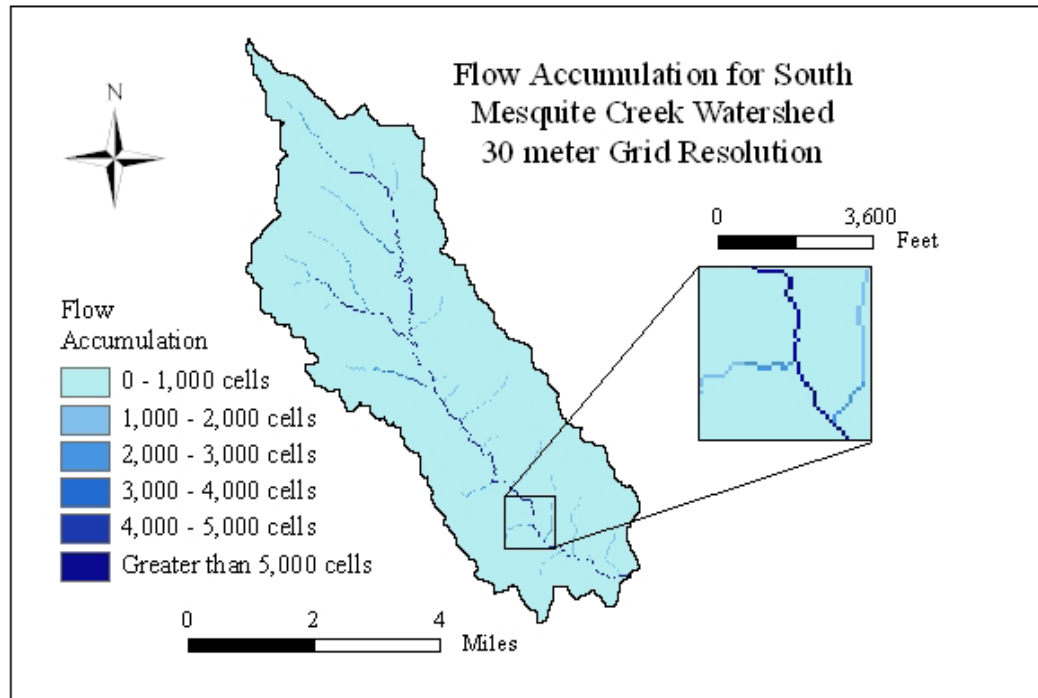 Flow Accumulation for South
Mesquite Creek Watershed
30 meter Grid Resolution
N
0 3,600
Feet
Flow
Accumulation
0 - 1,000 cells
1,000 - 2,000 cells
2,000 - 3,000 cells
3,000 - 4,000 cells
4,000 - 5,000 cells
Greater than 5,000 cells
0 2 4
Miles